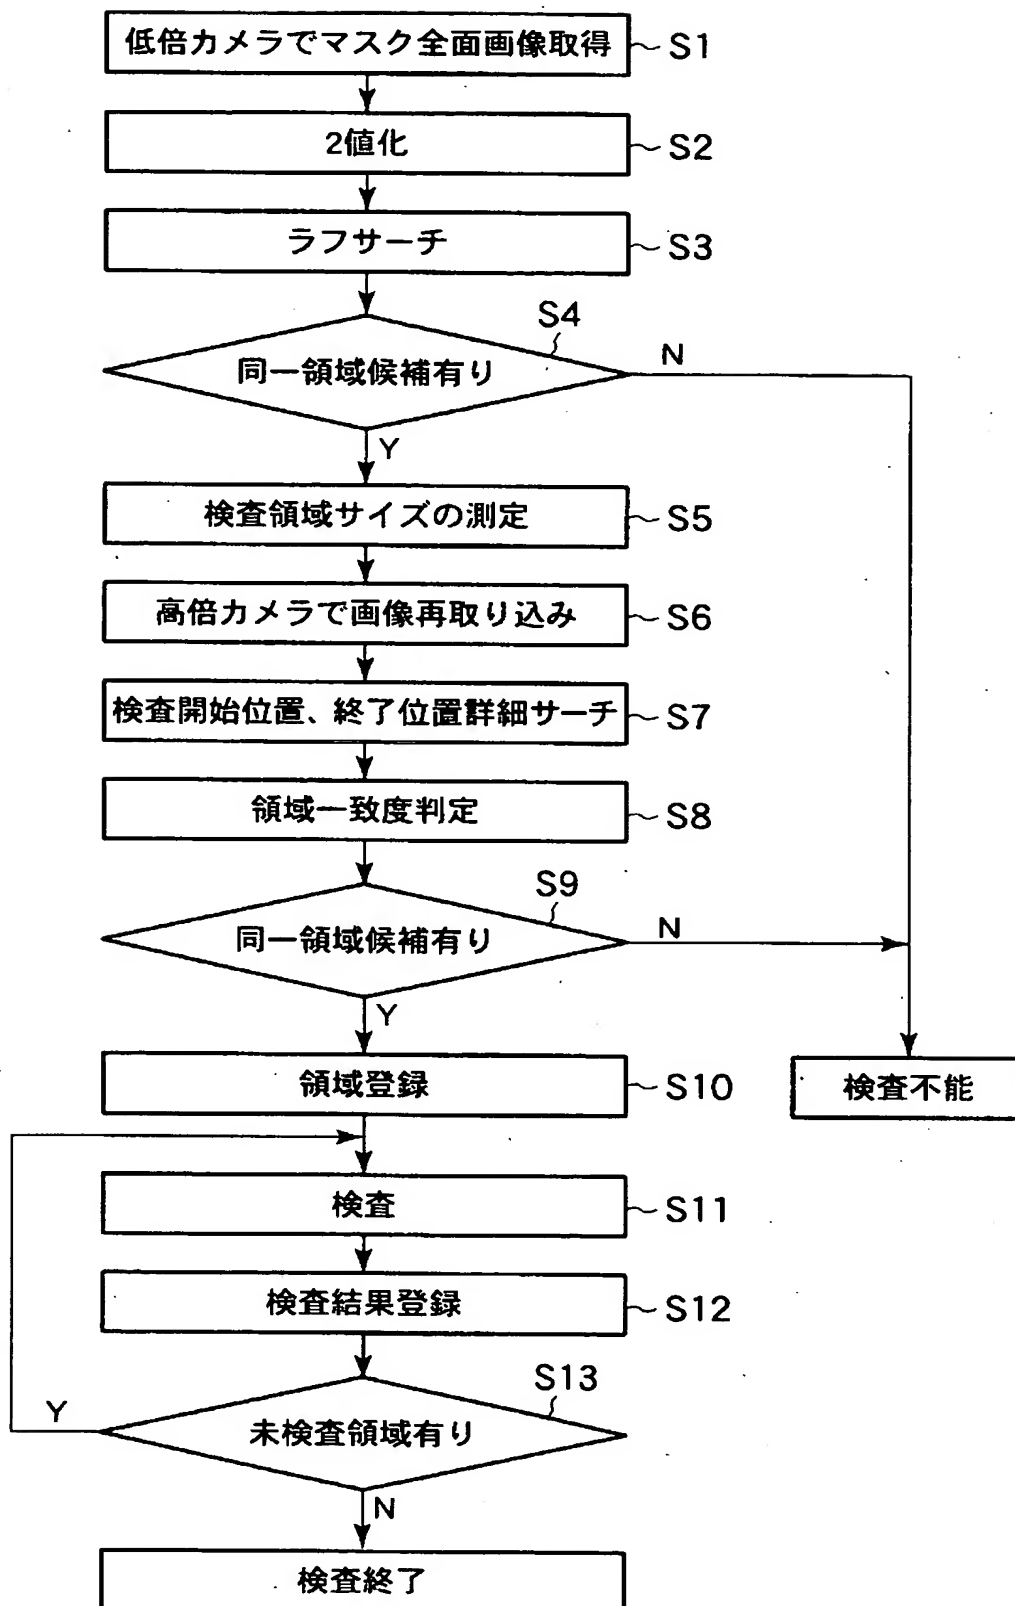 低倍カメラでマスク全面画像取得
S1
2値化
S2
ラフサーチ
S3
S4
同一領域候補有り
N
Y
検査領域サイズの測定
S5
高倍カメラで画像再取り込み
S6
検査開始位置、終了位置詳細サーチ
S7
領域一致度判定
S8
S9
同一領域候補有り
N
Y
領域登録
S10
検査不能
検査
S11
検査結果登録
S12
S13
Y
未検査領域有り
N
検査終了